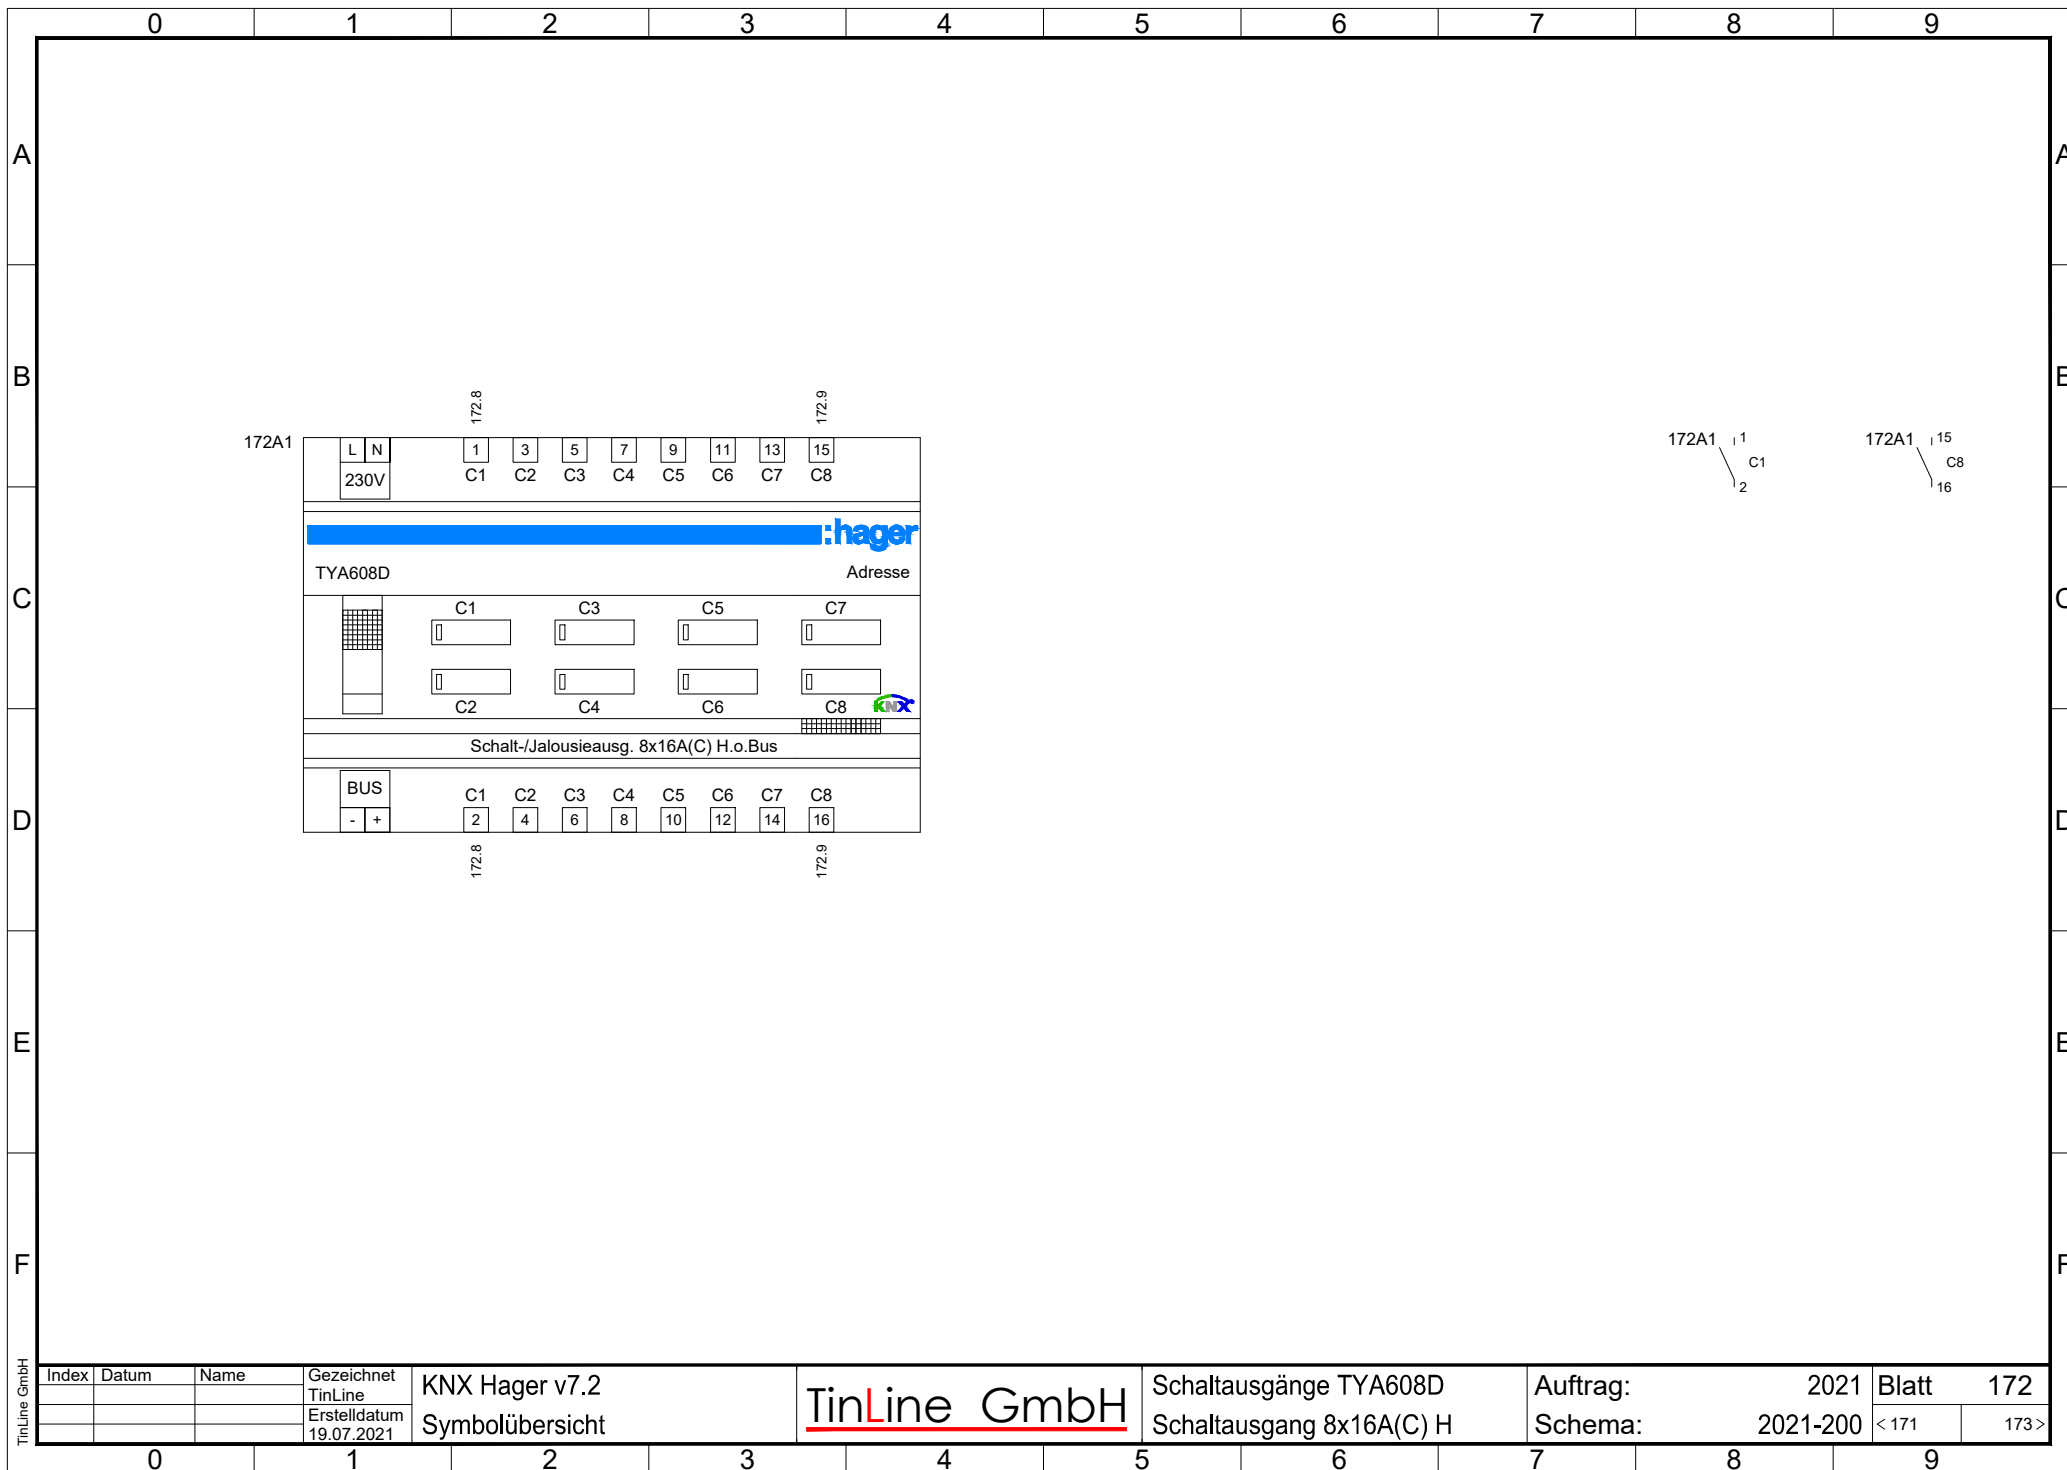 0 1 2 3 4 5 6 7 8 9
A A
B B
172.8 172.9
172A1 L N 1 3 5 7 9 11 13 15
230V C1 C2 C3 C4 C5 C6 C7 C8
172A1 1 C1 2
172A1 15 C8 16
:hager
TYA608D Adresse
C C
C1 C3 C5 C7
C2 C4 C6 C8 KNX
Schalt-/Jalousieausg. 8x16A(C) H.o.Bus
BUS C1 C2 C3 C4 C5 C6 C7 C8
- + 2 4 6 8 10 12 14 16
D D
172.8 172.9
E E
F F
TinLine GmbH
Index Datum Name
Gezeichnet
TinLine
Erstelldatum
19.07.2021
KNX Hager v7.2
Symbolübersicht
TinLine GmbH
Schaltausgänge TYA608D
Schaltausgang 8x16A(C) H
Auftrag: 2021
Schema: 2021-200
Blatt 172
< 171 173 >
0 1 2 3 4 5 6 7 8 9